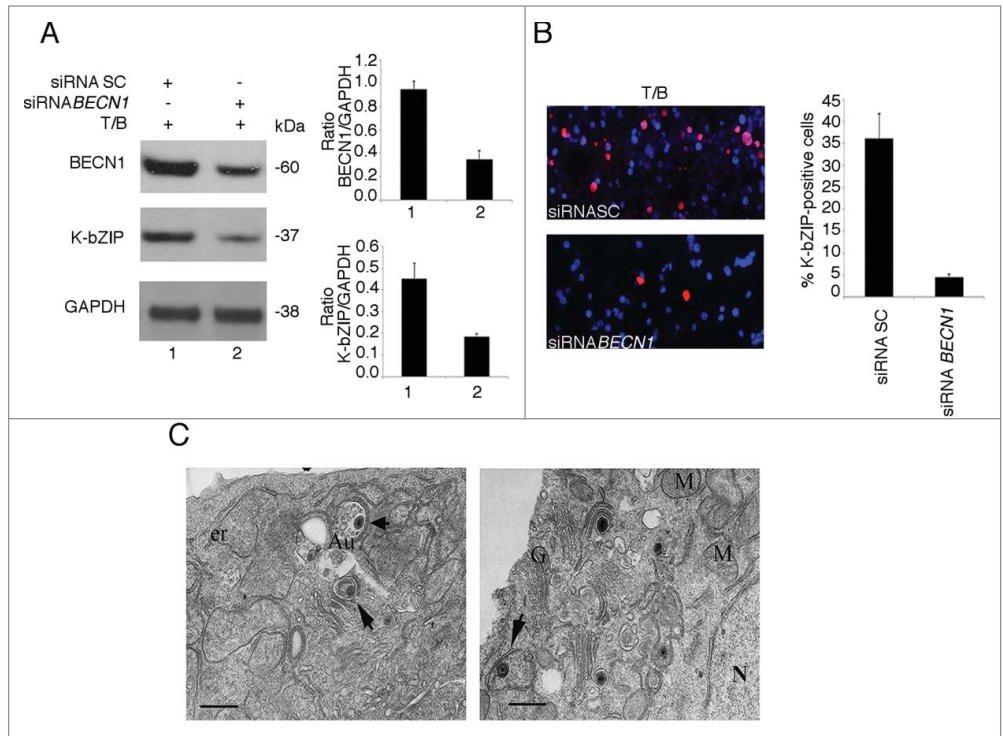 A
siRNA SC + -
siRNABECN1 - +
T/B + +
kDa
BECN1
-60
K-bZIP
-37
GAPDH
-38
1 2
Ratio
BECN1/GAPDH
1.2
1.0
0.8
0.6
0.4
0.2
0.0
1 2
Ratio
K-bZIP/GAPDH
0.6
0.5
0.4
0.3
0.2
0.1
0.0
1 2
B
T/B
siRNASC
siRNABECN1
% K-bZIP-positive cells
45
40
35
30
25
20
15
10
5
0
siRNA SC
siRNA BECN1
C
er
Au
G
M
M
N